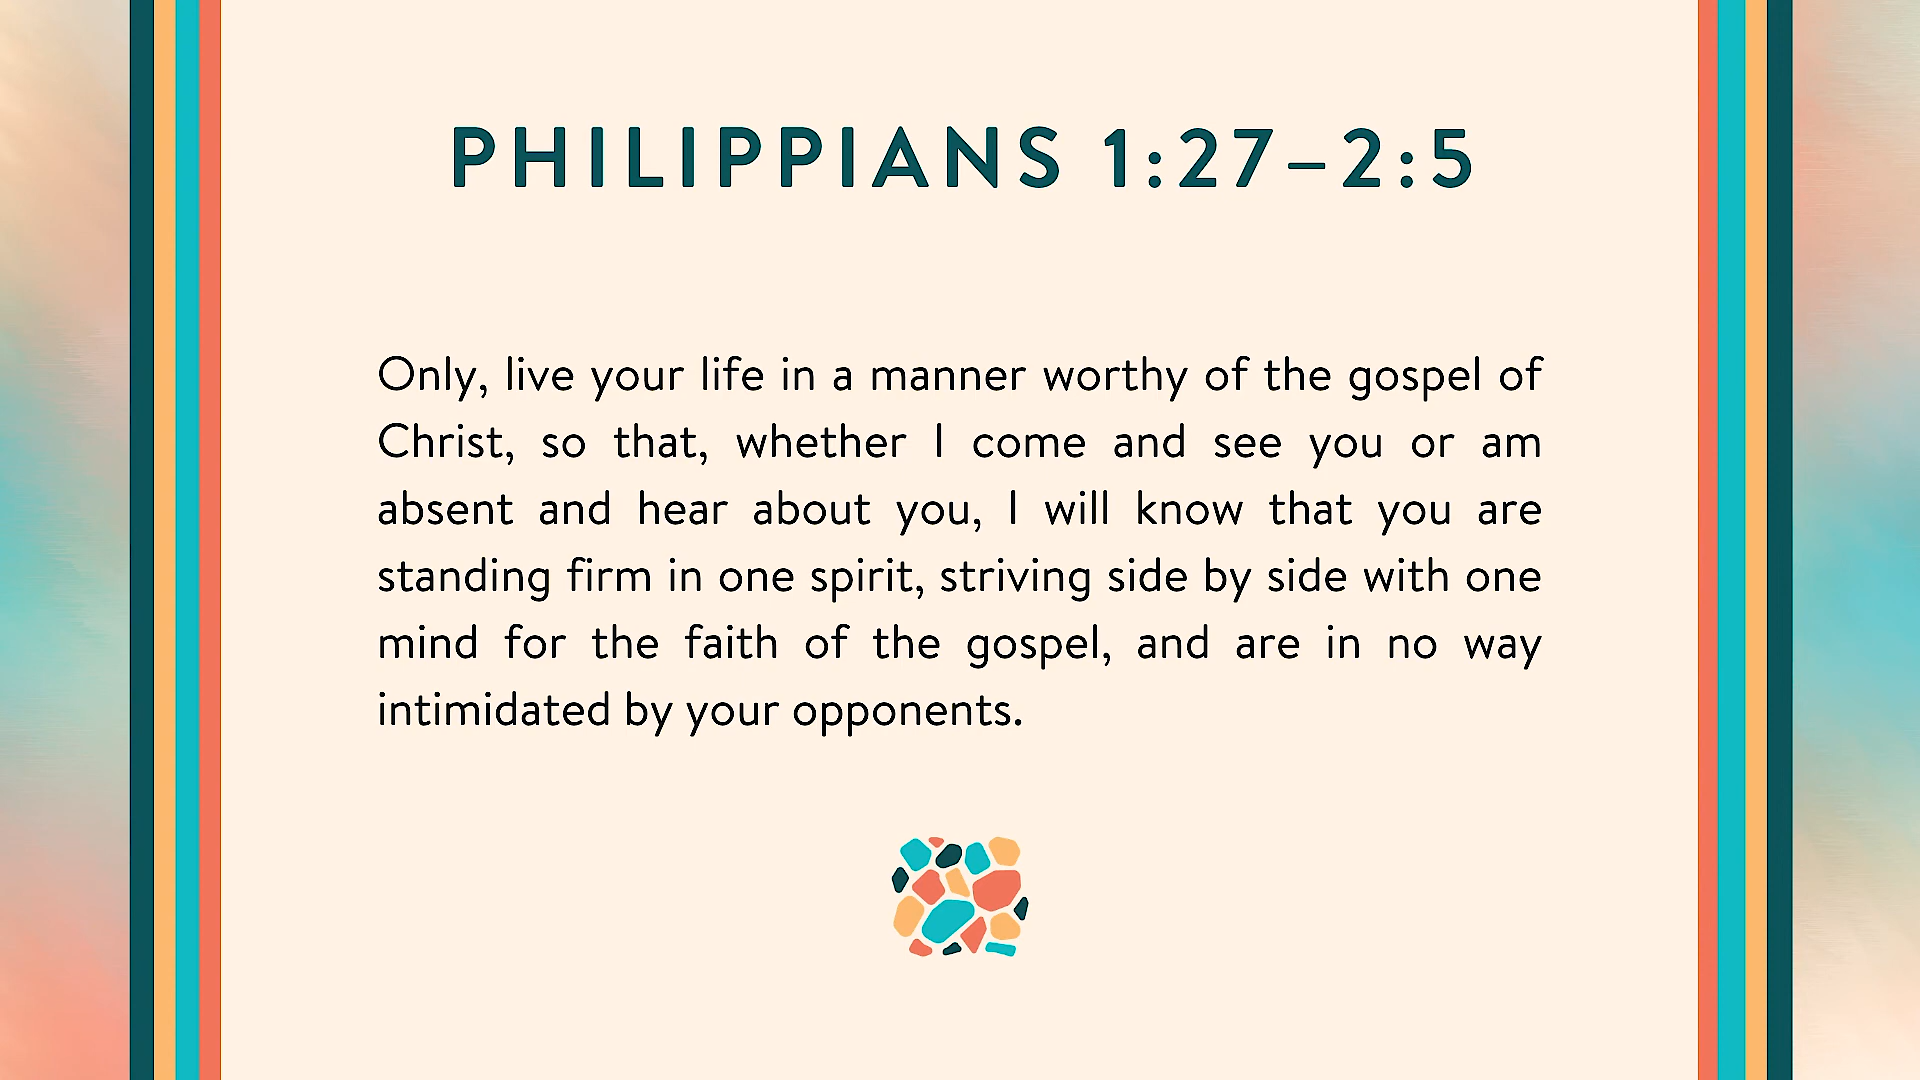 PHILIPPIANS 1:27–2:5
Only, live your life in a manner worthy of the gospel of
Christ, so that, whether I come and see you or am
absent and hear about you, I will know that you are
standing firm in one spirit, striving side by side with one
mind for the faith of the gospel, and are in no way
intimidated by your opponents.